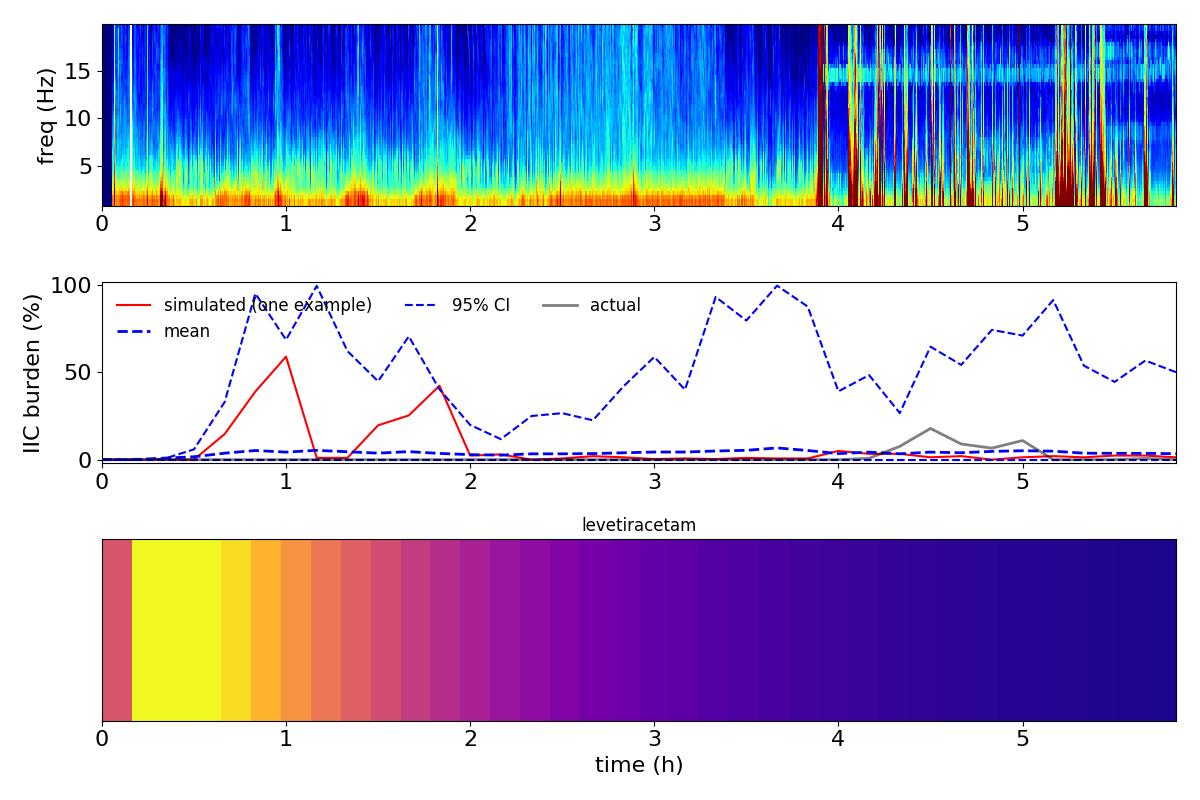 freq (Hz)
15
10
5
0 1 2 3 4 5
IIC burden (%)
100
50
0
simulated (one example) 95% CI actual
mean
0 1 2 3 4 5
levetiracetam
0 1 2 3 4 5
time (h)